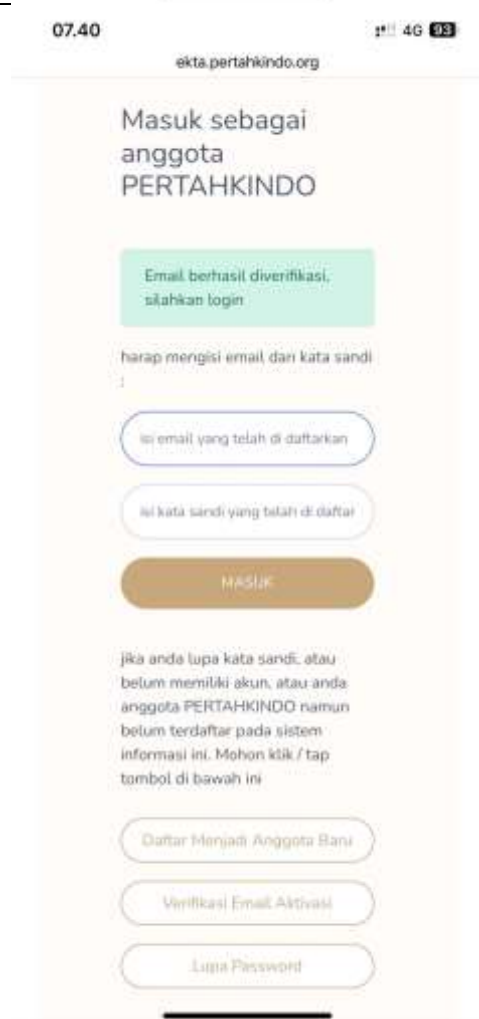 07.40 4G 93
ekta.pertahkindo.org
Masuk sebagai
anggota
PERTAHKINDO
Email berhasil diverifikasi,
silahkan login
harap mengisi email dan kata sandi
:
isi email yang telah di daftarkan
isi kata sandi yang telah di daftar
MASUK
jika anda lupa kata sandi, atau
belum memiliki akun, atau anda
anggota PERTAHKINDO namun
belum terdaftar pada sistem
informasi ini. Mohon klik / tap
tombol di bawah ini
Daftar Menjadi Anggota Baru
Verifikasi Email Aktivasi
Lupa Password